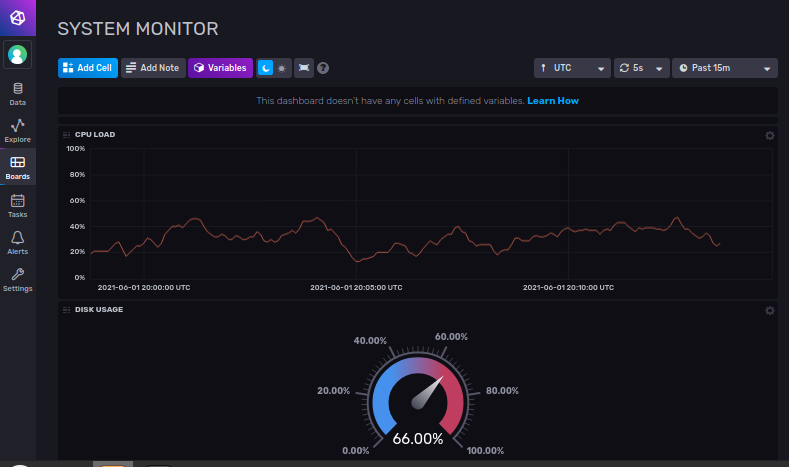 SYSTEM MONITOR
Add Cell
Add Note
Variables
?
UTC
5s
Past 15m
Data
Explore
Boards
Tasks
Alerts
Settings
This dashboard doesn't have any cells with defined variables. Learn How
CPU LOAD
100%
80%
60%
40%
20%
0%
2021-06-01 20:00:00 UTC
2021-06-01 20:05:00 UTC
2021-06-01 20:10:00 UTC
DISK USAGE
40.00%
60.00%
20.00%
80.00%
66.00%
0.00%
100.00%